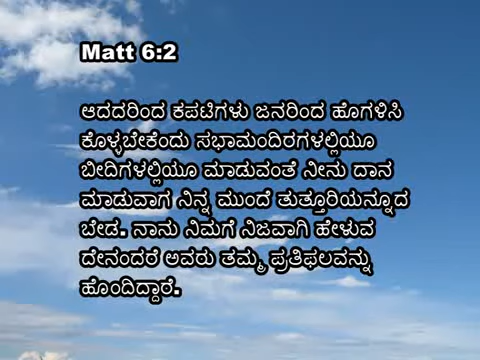 Matt 6:2
ಆದದರಿಂದ ಕಪಟಿಗಳು ಜನರಿಂದ ಹೊಗಳಿಸಿ
ಕೊಳ್ಳಬೇಕೆಂದು ಸಭಾಮಂದಿರಗಳಲ್ಲಿಯೂ
ಬೀದಿಗಳಲ್ಲಿಯೂ ಮಾಡುವಂತೆ ನೀನು ದಾನ
ಮಾಡುವಾಗ ನಿನ್ನ ಮುಂದೆ ತುತ್ತೂರಿಯನ್ನೂದ
ಬೇಡ. ನಾನು ನಿಮಗೆ ನಿಜವಾಗಿ ಹೇಳುವ
ದೇನಂದರೆ ಅವರು ತಮ್ಮ ಪ್ರತಿಫಲವನ್ನು
ಹೊಂದಿದ್ದಾರೆ.